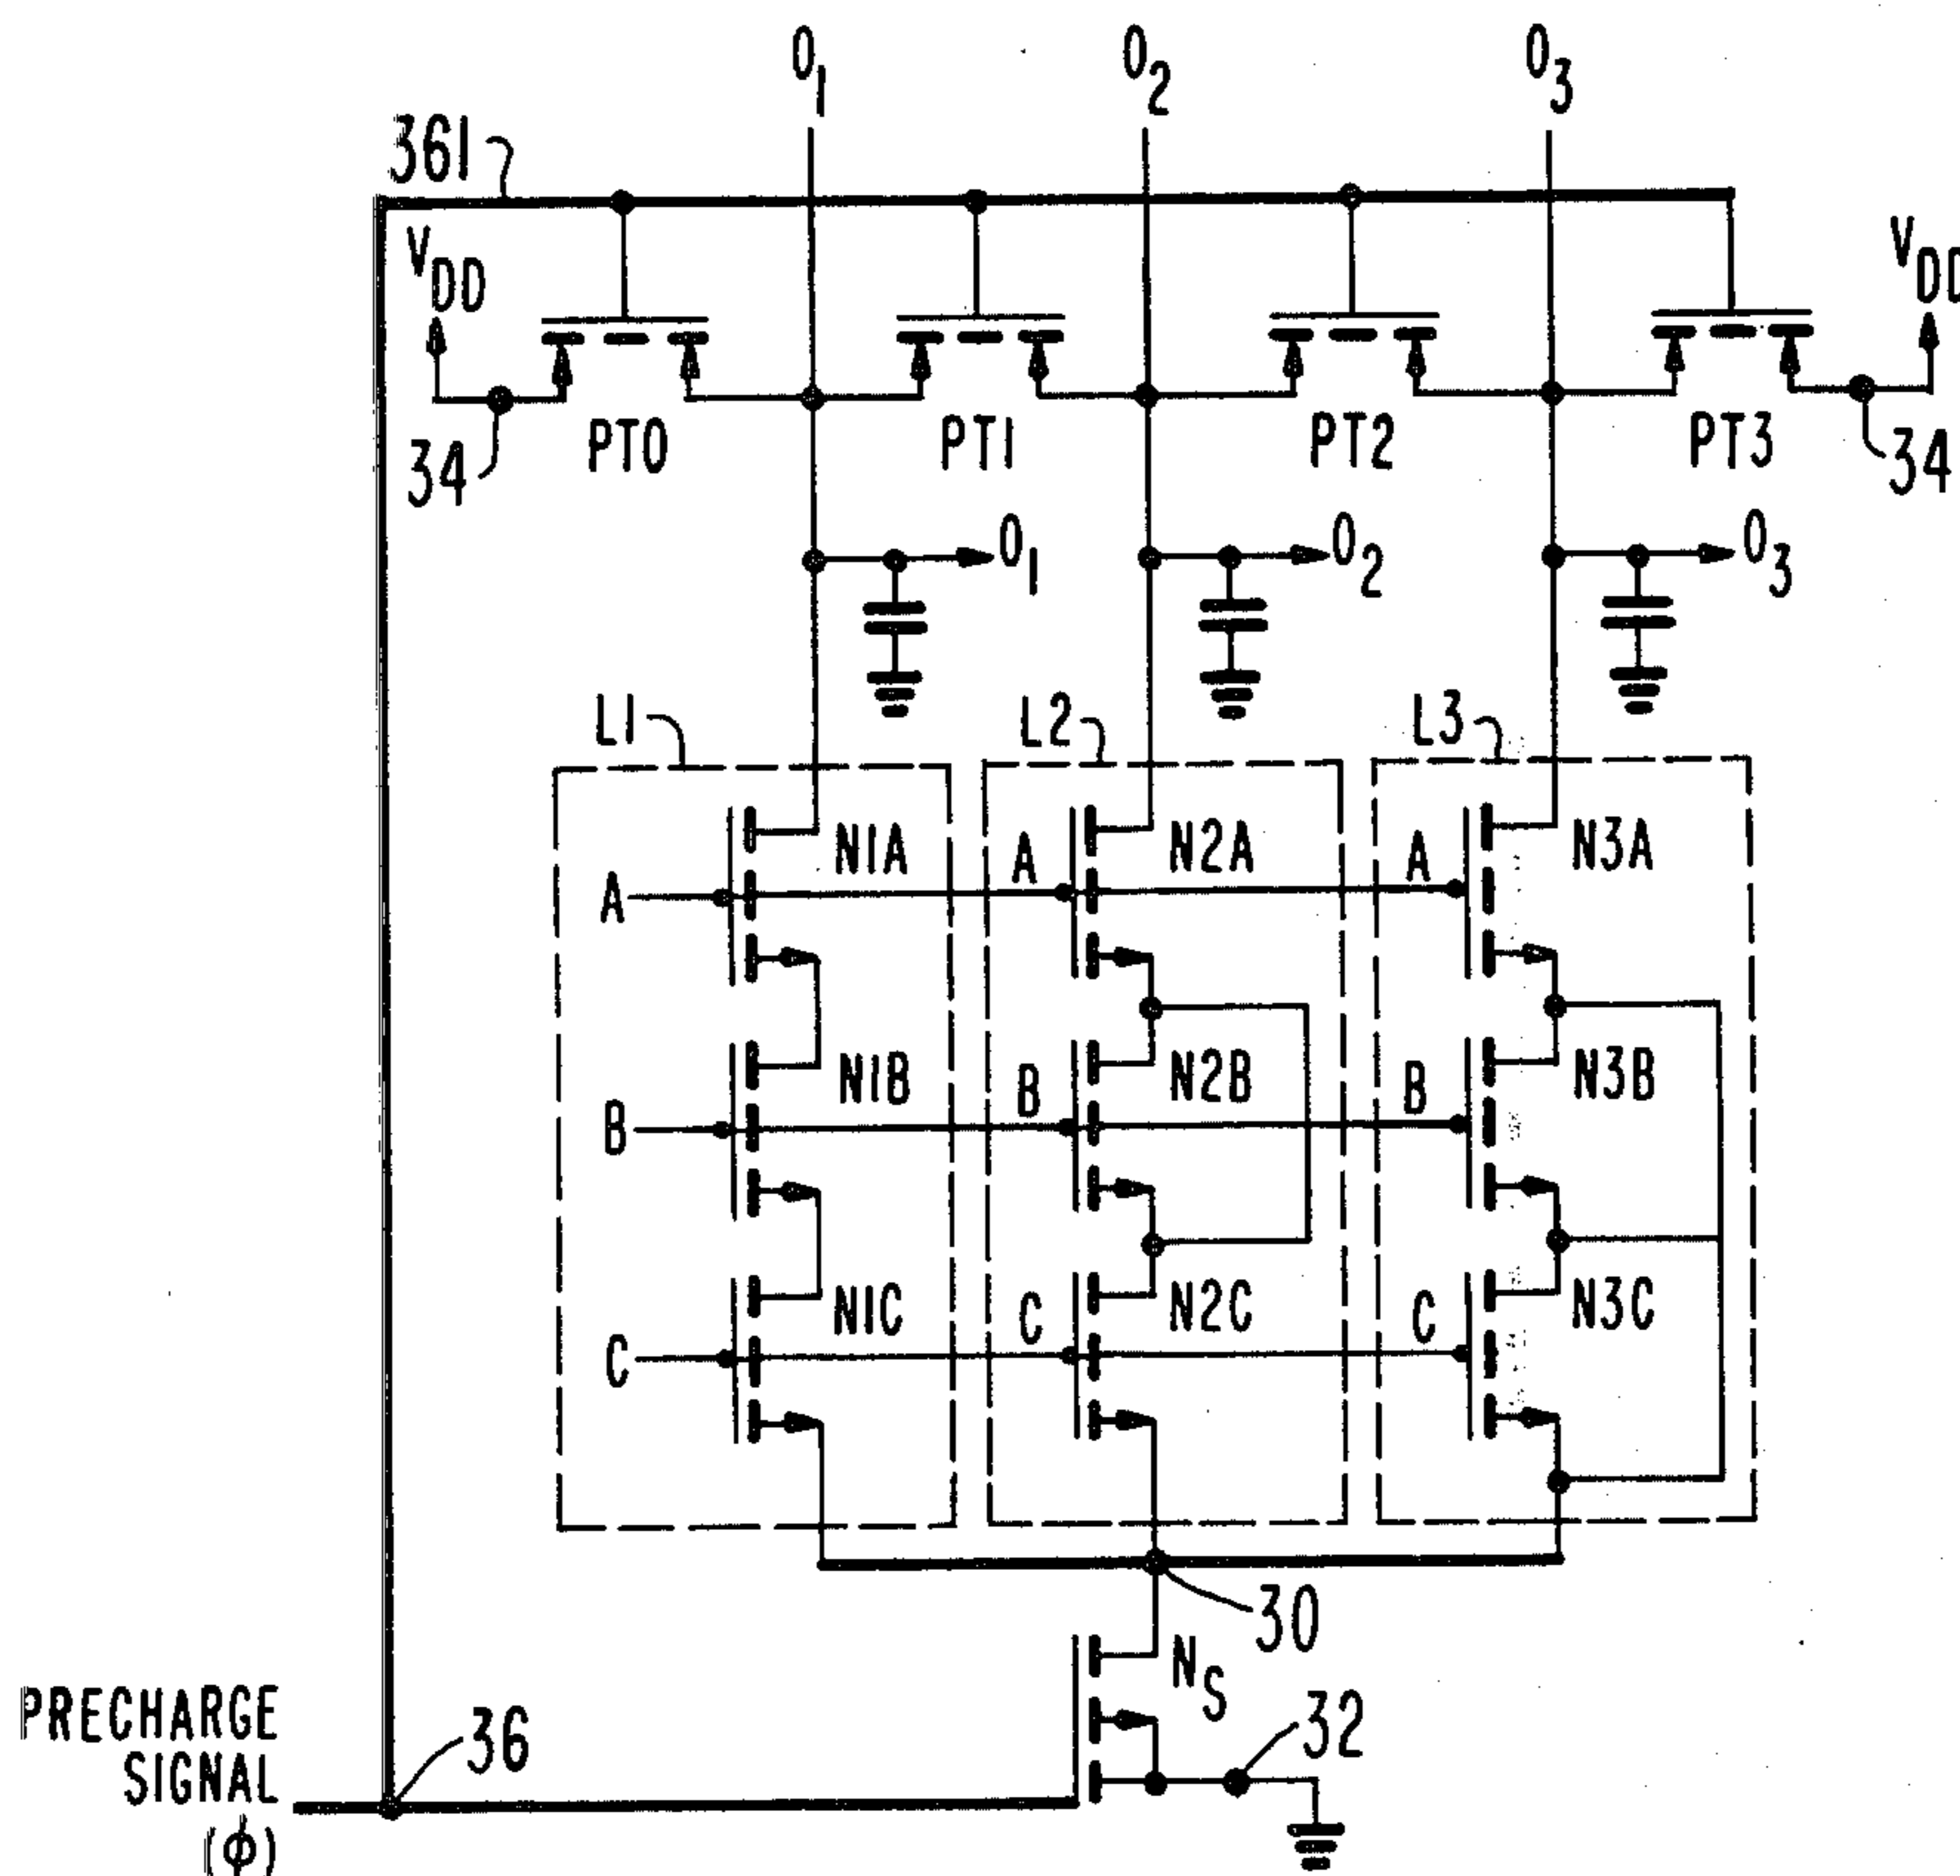 O1 O2 O3
361
VDD VDD
PT0 PT1 PT2 PT3
34 34
O1 O2 O3
L1 L2 L3
N1A N2A N3A
A A A
N1B N2B N3B
B B B
N1C N2C N3C
C C C
30
NS
32
36
PRECHARGE
SIGNAL
(ϕ)